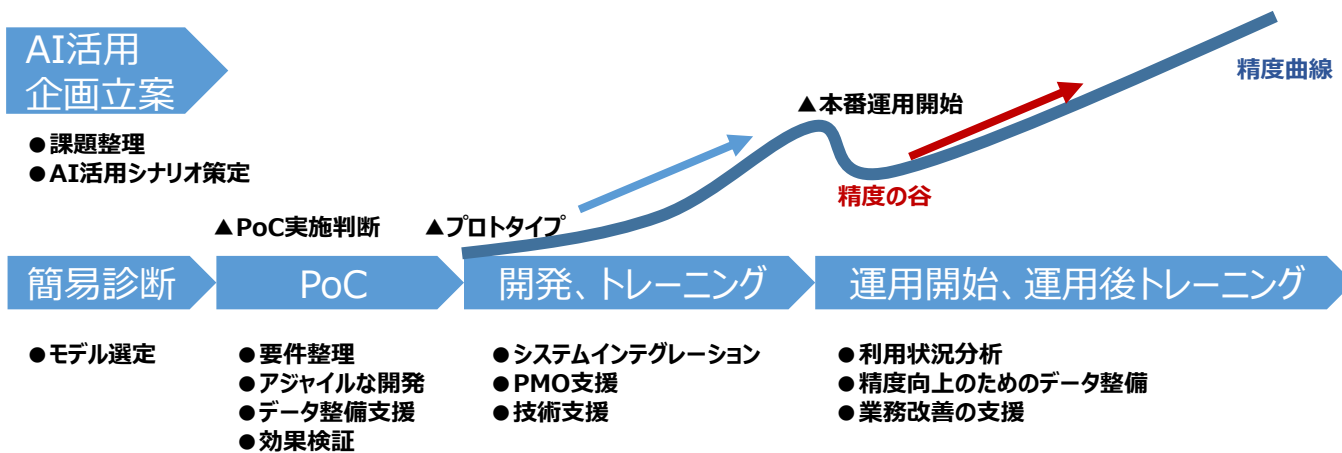 AI活用
企画立案
●課題整理
●AI活用シナリオ策定
精度曲線
▲本番運用開始
精度の谷
▲PoC実施判断
▲プロトタイプ
簡易診断
PoC
開発、トレーニング
運用開始、運用後トレーニング
●モデル選定
●要件整理
●アジャイルな開発
●データ整備支援
●効果検証
●システムインテグレーション
●PMO支援
●技術支援
●利用状況分析
●精度向上のためのデータ整備
●業務改善の支援